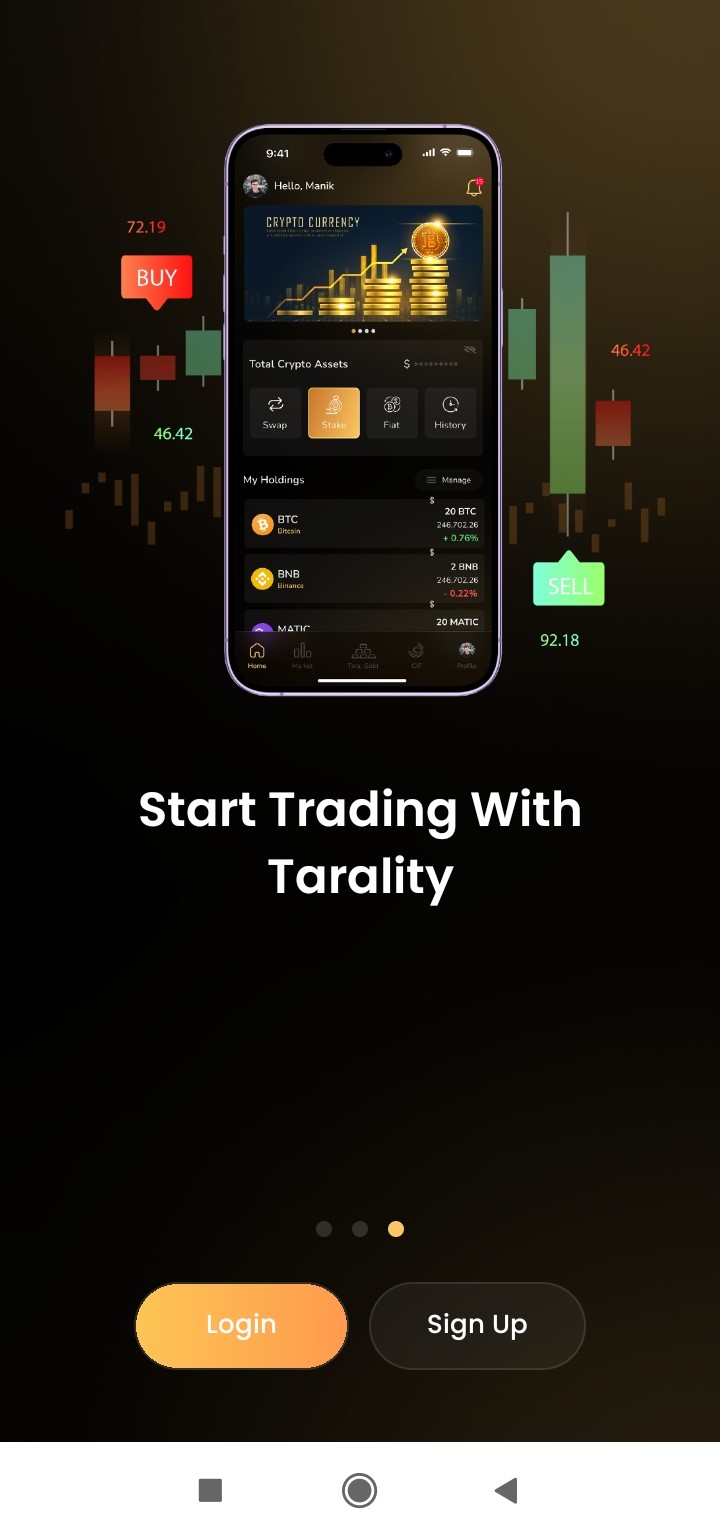 9:41
Hello, Manik
15
CRYPTO CURRENCY
72.19
BUY
46.42
46.42
Total Crypto Assets
$ *********
Swap
Stake
Fiat
History
My Holdings
Manage
$
BTC
Bitcoin
20 BTC
246.702.26
+ 0.76%
$
BNB
Binance
2 BNB
246.702.26
- 0.22%
$
MATIC
20 MATIC
SELL
92.18
Home
Market
Tara Gold
Profile
Start Trading With
Tarality
Login
Sign Up